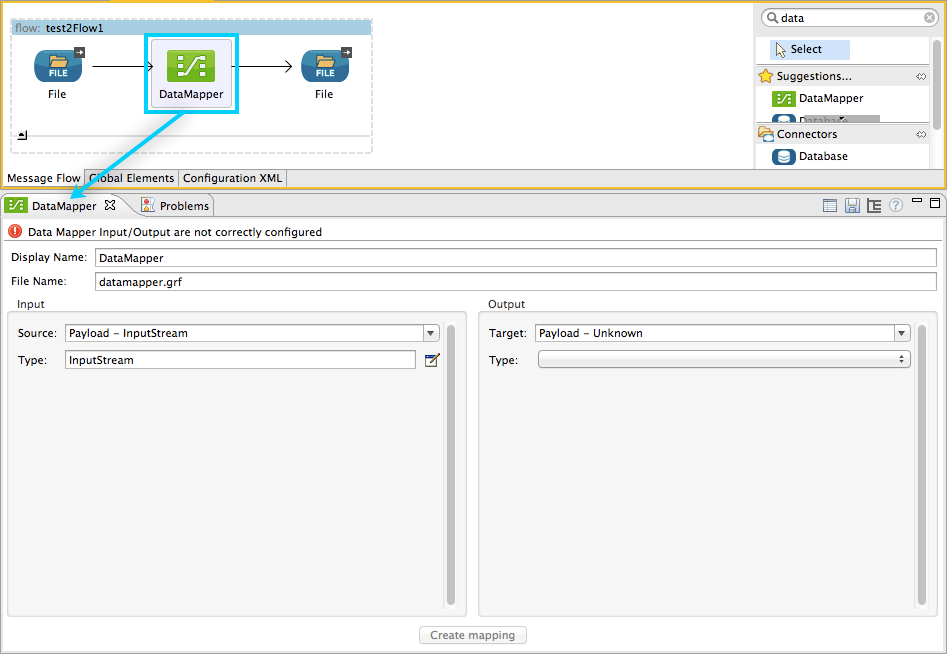 flow: test2Flow1
FILE
FILE
File
DataMapper
File
data
Select
Suggestions...
DataMapper
Database
Connectors
Database
Message Flow
Global Elements
Configuration XML
DataMapper
Problems
Data Mapper Input/Output are not correctly configured
Display Name:
DataMapper
File Name:
datamapper.grf
Input
Source:
Payload – InputStream
Type:
InputStream
Output
Target:
Payload – Unknown
Type:
Create mapping